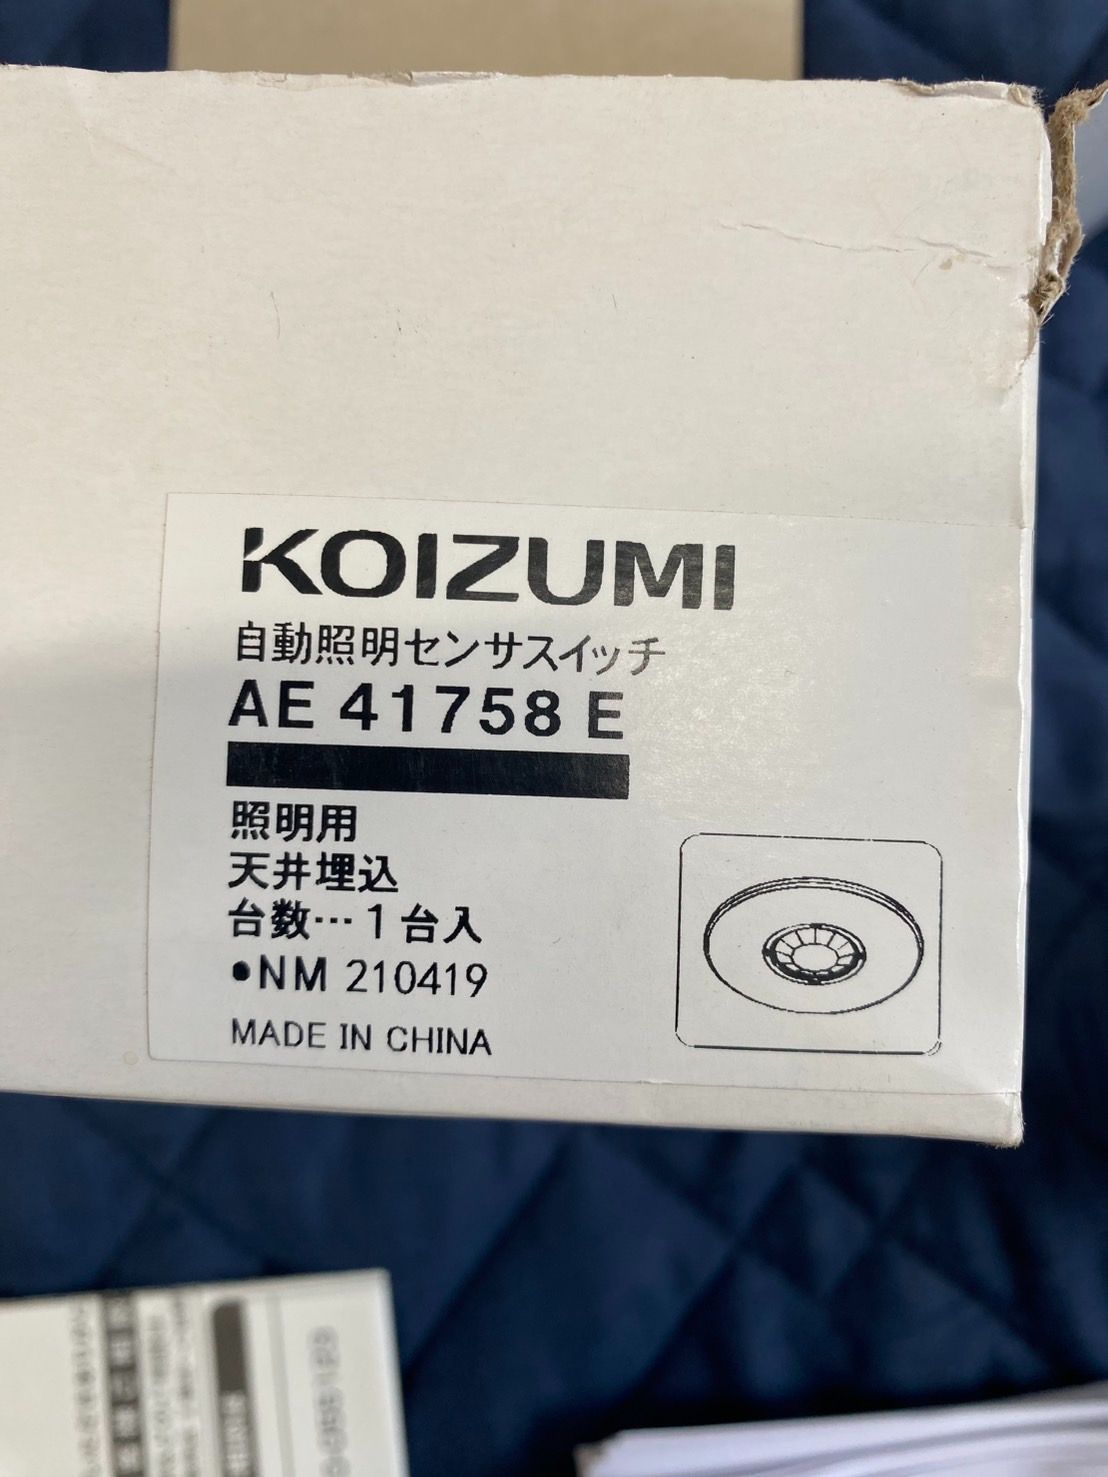 KOIZUMI
自動照明センサスイッチ
AE 41758 E
照明用
天井埋込
台数…1台入
•NM 210419
MADE IN CHINA